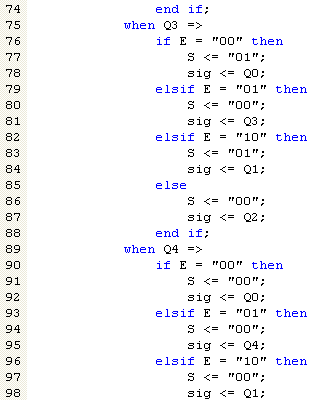 74 end if;
75 when Q3 =>
76 if E = "00" then
77 S <= "01";
78 sig <= Q0;
79 elsif E = "01" then
80 S <= "00";
81 sig <= Q3;
82 elsif E = "10" then
83 S <= "01";
84 sig <= Q1;
85 else
86 S <= "00";
87 sig <= Q2;
88 end if;
89 when Q4 =>
90 if E = "00" then
91 S <= "00";
92 sig <= Q0;
93 elsif E = "01" then
94 S <= "00";
95 sig <= Q4;
96 elsif E = "10" then
97 S <= "00";
98 sig <= Q1;